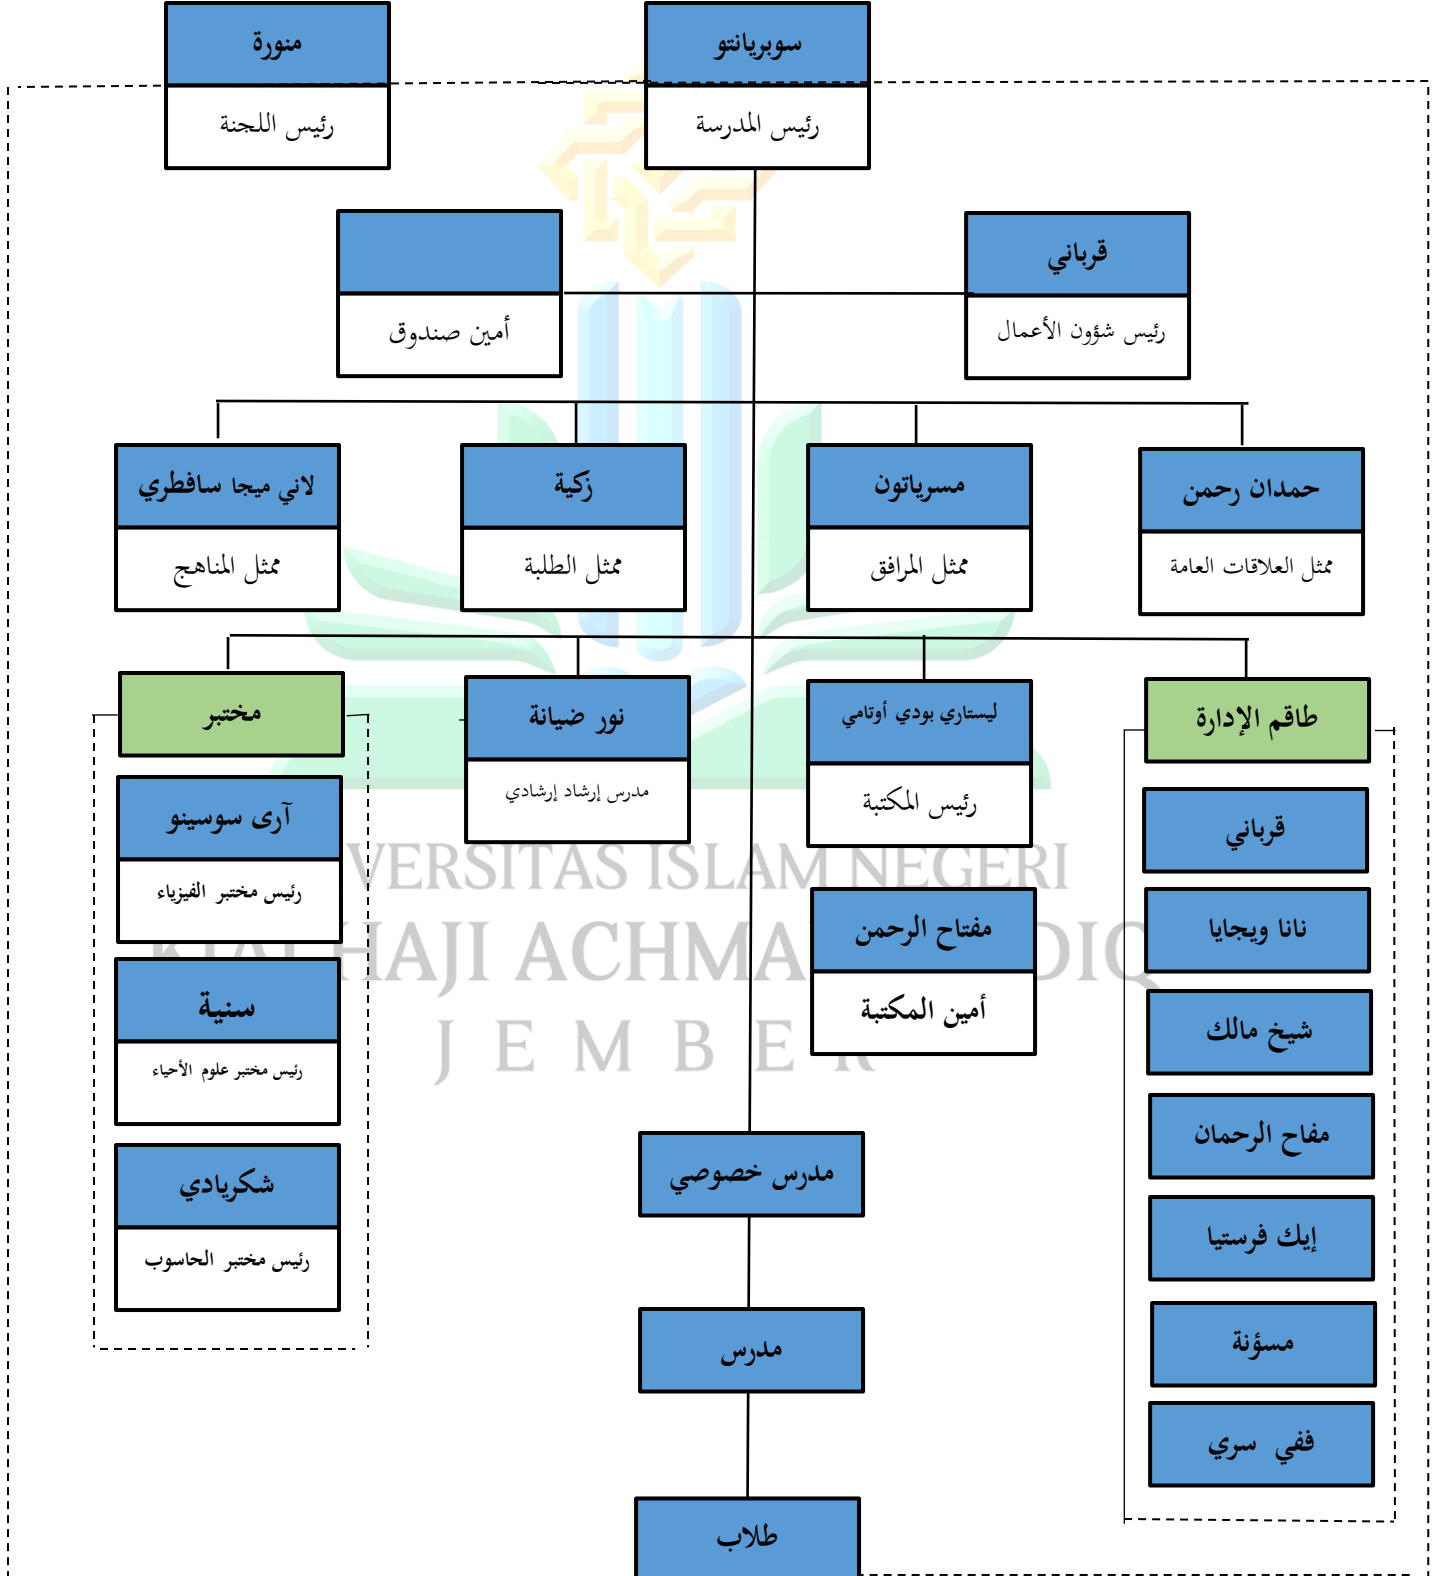 سوبريانتو
رئيس المدرسة
منورة
رئيس اللجنة
قرباني
رئيس شؤون الأعمال
أمين صندوق
حمدان رحمن
ممثل العلاقات العامة
مسرياتون
ممثل المرافق
زكية
ممثل الطلبة
لاني ميجا سافطري
ممثل المناهج
طاقم الإدارة
قرباني
نانا ويجايا
شيخ مالك
مفاح الرحمان
إيك فرستيا
مسؤنة
ففي سري
ليستاري بودي أوتامي
رئيس المكتبة
مفتاح الرحمن
أمين المكتبة
نور ضيانة
مدرس إرشاد إرشادي
مختبر
آرى سوسينو
رئيس مختبر الفيزياء
سنية
رئيس مختبر علوم الأحياء
شكريادي
رئيس مختبر الحاسوب
مدرس خصوصي
مدرس
طلاب
VERSITAS ISLAM NEGERI
HAJI ACHMA DIQ
JEMBER